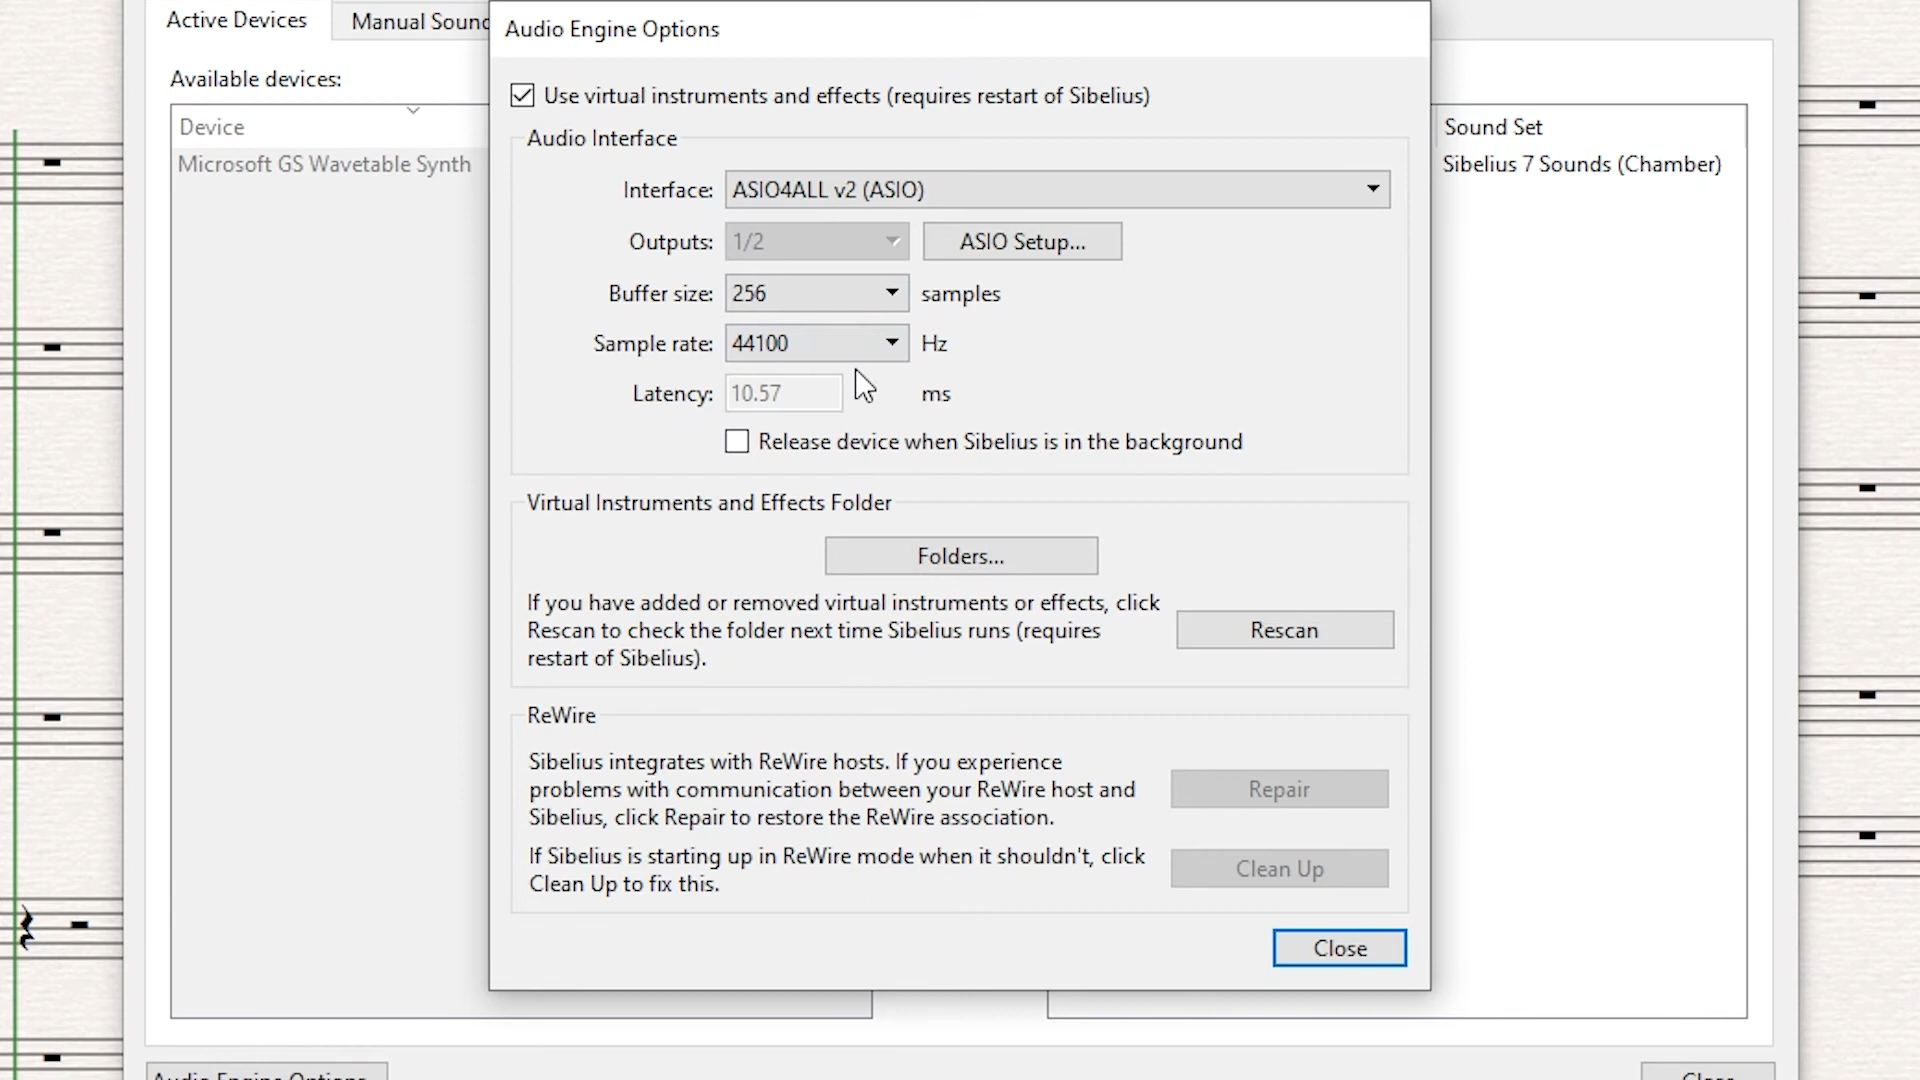 Active Devices
Manual Sound
Audio Engine Options
Available devices:
Use virtual instruments and effects (requires restart of Sibelius)
Device
Audio Interface
Sound Set
Microsoft GS Wavetable Synth
Sibelius 7 Sounds (Chamber)
Interface: ASIO4ALL v2 (ASIO)
Outputs: 1/2 ASIO Setup...
Buffer size: 256 samples
Sample rate: 44100 Hz
Latency: 10.57 ms
Release device when Sibelius is in the background
Virtual Instruments and Effects Folder
Folders...
If you have added or removed virtual instruments or effects, click
Rescan to check the folder next time Sibelius runs (requires
restart of Sibelius).
Rescan
ReWire
Sibelius integrates with ReWire hosts. If you experience
problems with communication between your ReWire host and
Sibelius, click Repair to restore the ReWire association.
Repair
If Sibelius is starting up in ReWire mode when it shouldn't, click
Clean Up to fix this.
Clean Up
Close
Audio Engine Options...
Close